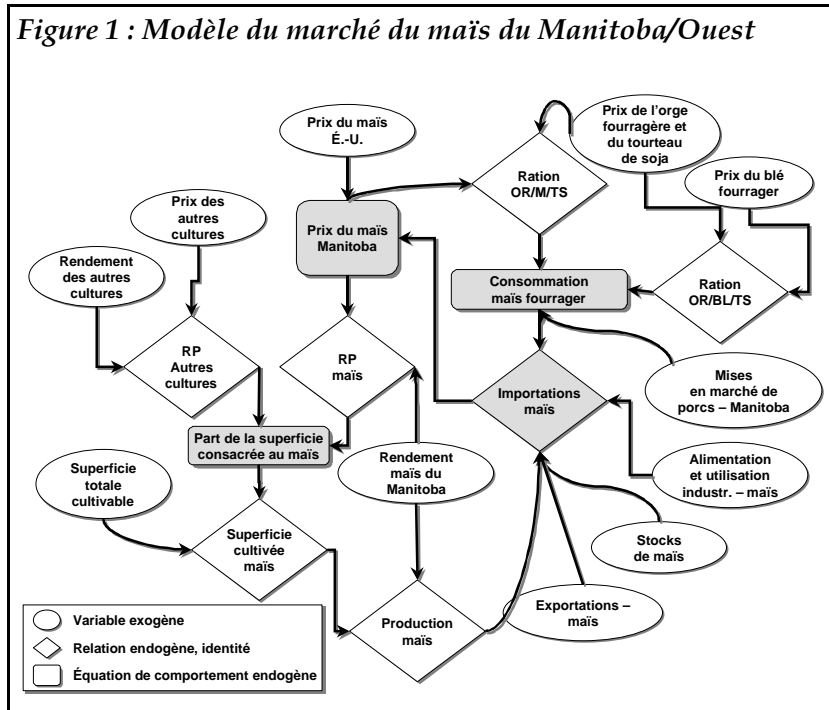 Figure 1 : Modèle du marché du maïs du Manitoba/Ouest
Prix du maïs
É.-U.
Prix de l'orge
fourragère et
du tourteau
de soja
Ration
OR/M/TS
Prix du blé
fourrager
Prix des
autres
cultures
Prix du maïs
Manitoba
Rendement
des autres
cultures
Consommation
maïs fourrager
Ration
OR/BL/TS
RP
Autres
cultures
RP
maïs
Importations
maïs
Mises
en marché de
porcs – Manitoba
Part de la superficie
consacrée au maïs
Superficie
totale
cultivable
Rendement
maïs du
Manitoba
Alimentation
et utilisation
industr. – maïs
Superficie
cultivée
maïs
Stocks
de maïs
Production
maïs
Exportations –
maïs
Variable exogène
Relation endogène, identité
Équation de comportement endogène